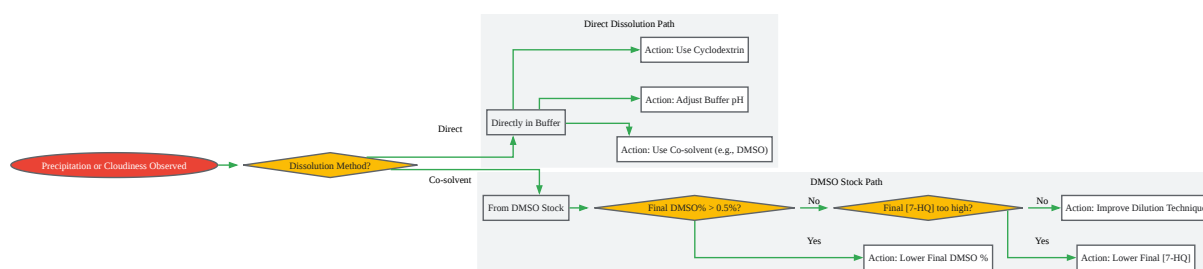 Direct Dissolution Path
Action: Use Cyclodextrin
Action: Adjust Buffer pH
Directly in Buffer
Direct
Action: Use Co-solvent (e.g., DMSO)
Precipitation or Cloudiness Observed
Dissolution Method?
Co-solvent
DMSO Stock Path
From DMSO Stock
Final DMSO% > 0.5%?
No
Final [7-HQ] too high?
No
Action: Improve Dilution Technique
Yes
Yes
Action: Lower Final DMSO %
Action: Lower Final [7-HQ]